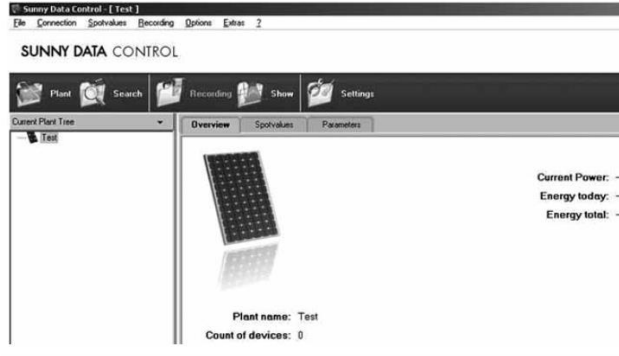 Sunny Data Control - [ Test ]
File Connection Spotvalues Recording Options Extras ?
SUNNY DATA CONTROL
Plant Search Recording Show Settings
Current Plant Tree
Overview Spotvalues Parameters
Test
Current Power: -
Energy today: -
Energy total: -
Plant name: Test
Count of devices: 0